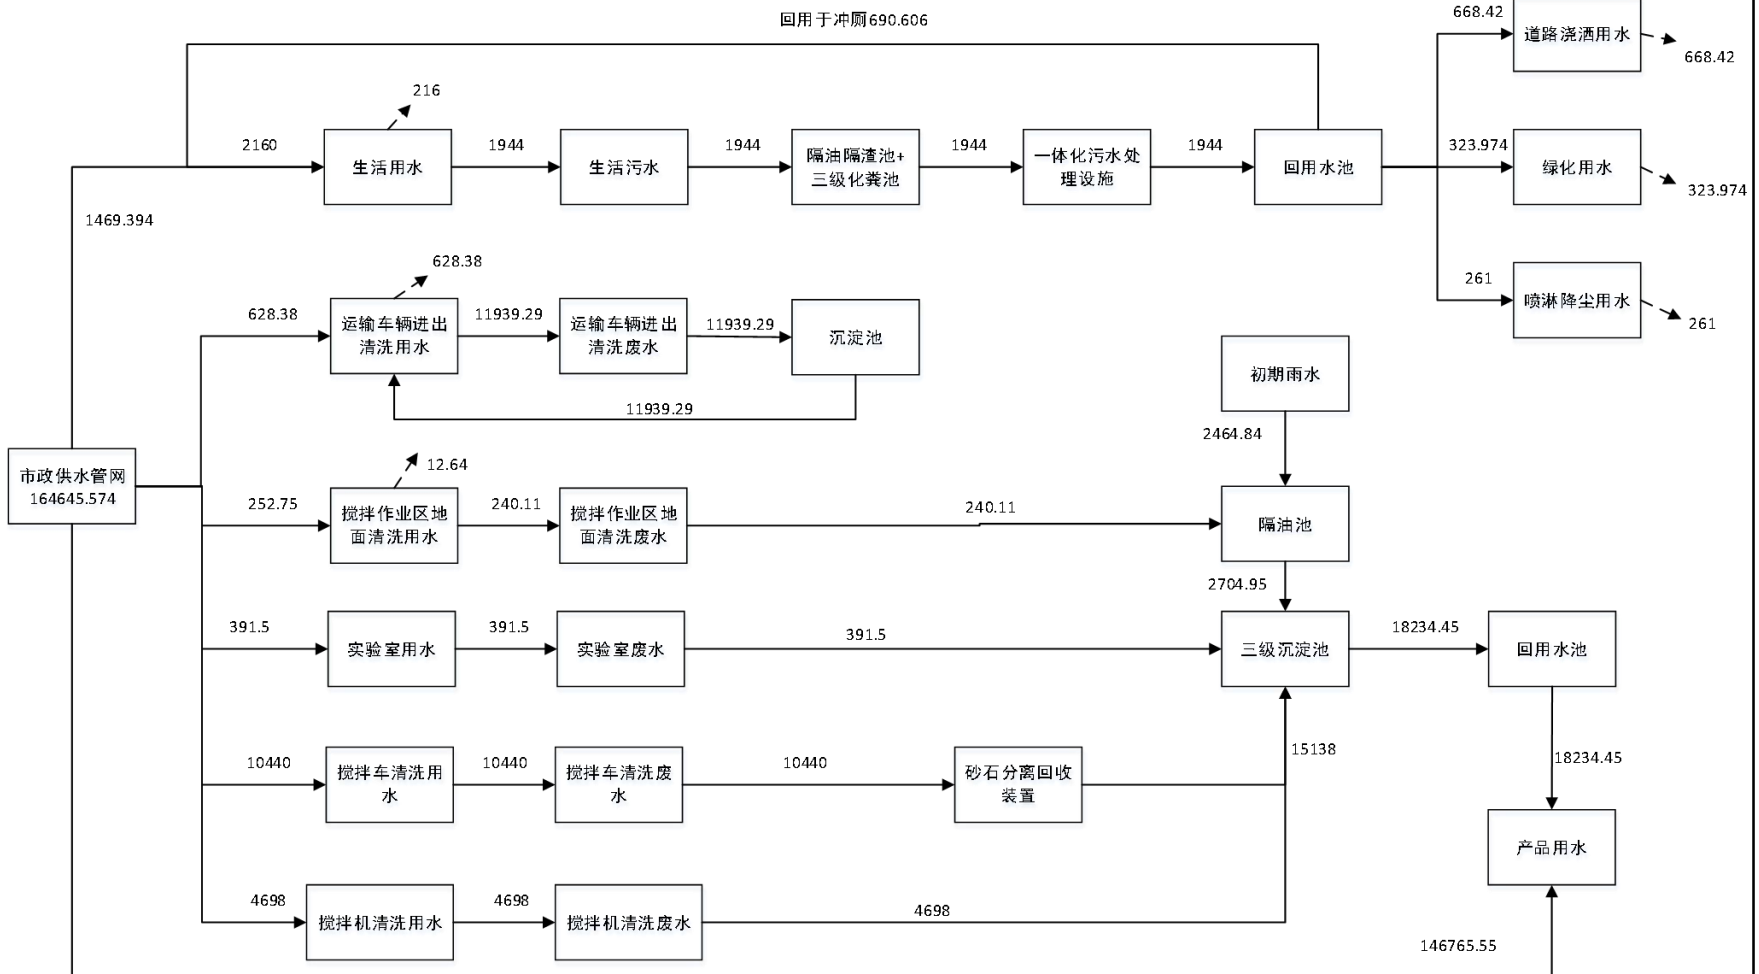 回用于冲厕690.606
668.42
道路浇洒用水
668.42
216
2160
生活用水
1944
生活污水
1944
隔油隔渣池+
三级化粪池
1944
一体化污水处
理设施
1944
回用水池
323.974
绿化用水
323.974
1469.394
261
喷淋降尘用水
261
628.38
628.38
运输车辆进出
清洗用水
11939.29
运输车辆进出
清洗废水
11939.29
沉淀池
11939.29
初期雨水
2464.84
市政供水管网
164645.574
12.64
252.75
搅拌作业区地
面清洗用水
240.11
搅拌作业区地
面清洗废水
240.11
隔油池
2704.95
391.5
实验室用水
391.5
实验室废水
391.5
三级沉淀池
18234.45
回用水池
10440
搅拌车清洗用
水
10440
搅拌车清洗废
水
10440
砂石分离回收
装置
15138
18234.45
产品用水
4698
搅拌机清洗用水
4698
搅拌机清洗废水
4698
146765.55